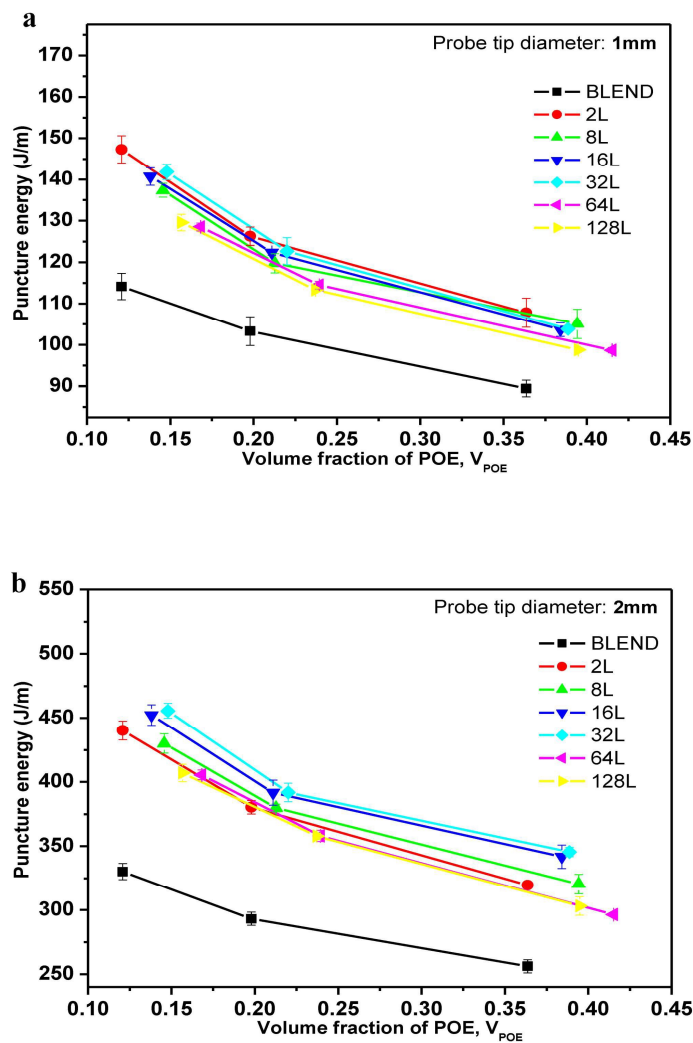 a
Probe tip diameter: 1mm
170
160
150
140
130
120
110
100
90
Puncture energy (J/m)
BLEND
2L
8L
16L
32L
64L
128L
0.10 0.15 0.20 0.25 0.30 0.35 0.40 0.45
Volume fraction of POE, VPOE
b
Probe tip diameter: 2mm
550
500
450
400
350
300
250
Puncture energy (J/m)
BLEND
2L
8L
16L
32L
64L
128L
0.10 0.15 0.20 0.25 0.30 0.35 0.40 0.45
Volume fraction of POE, VPOE